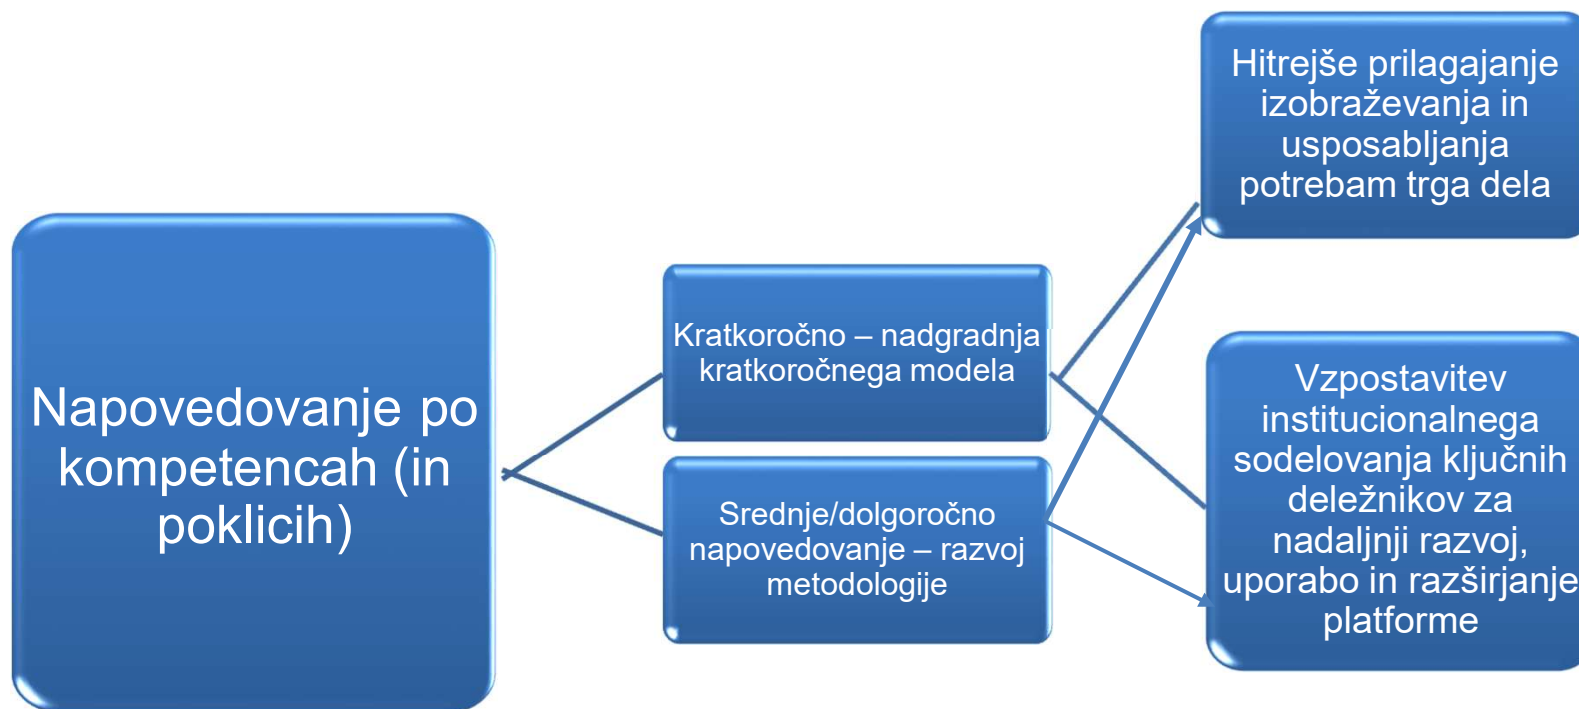 Napovedovanje po
kompetencah (in
poklicih)
Kratkoročno – nadgradnja
kratkoročnega modela
Srednje/dolgoročno
napovedovanje – razvoj
metodologije
Hitrejše prilagajanje
izobraževanja in
usposabljanja
potrebam trga dela
Vzpostavitev
institucionalnega
sodelovanja ključnih
deležnikov za
nadaljnji razvoj,
uporabo in razširjanje
platforme